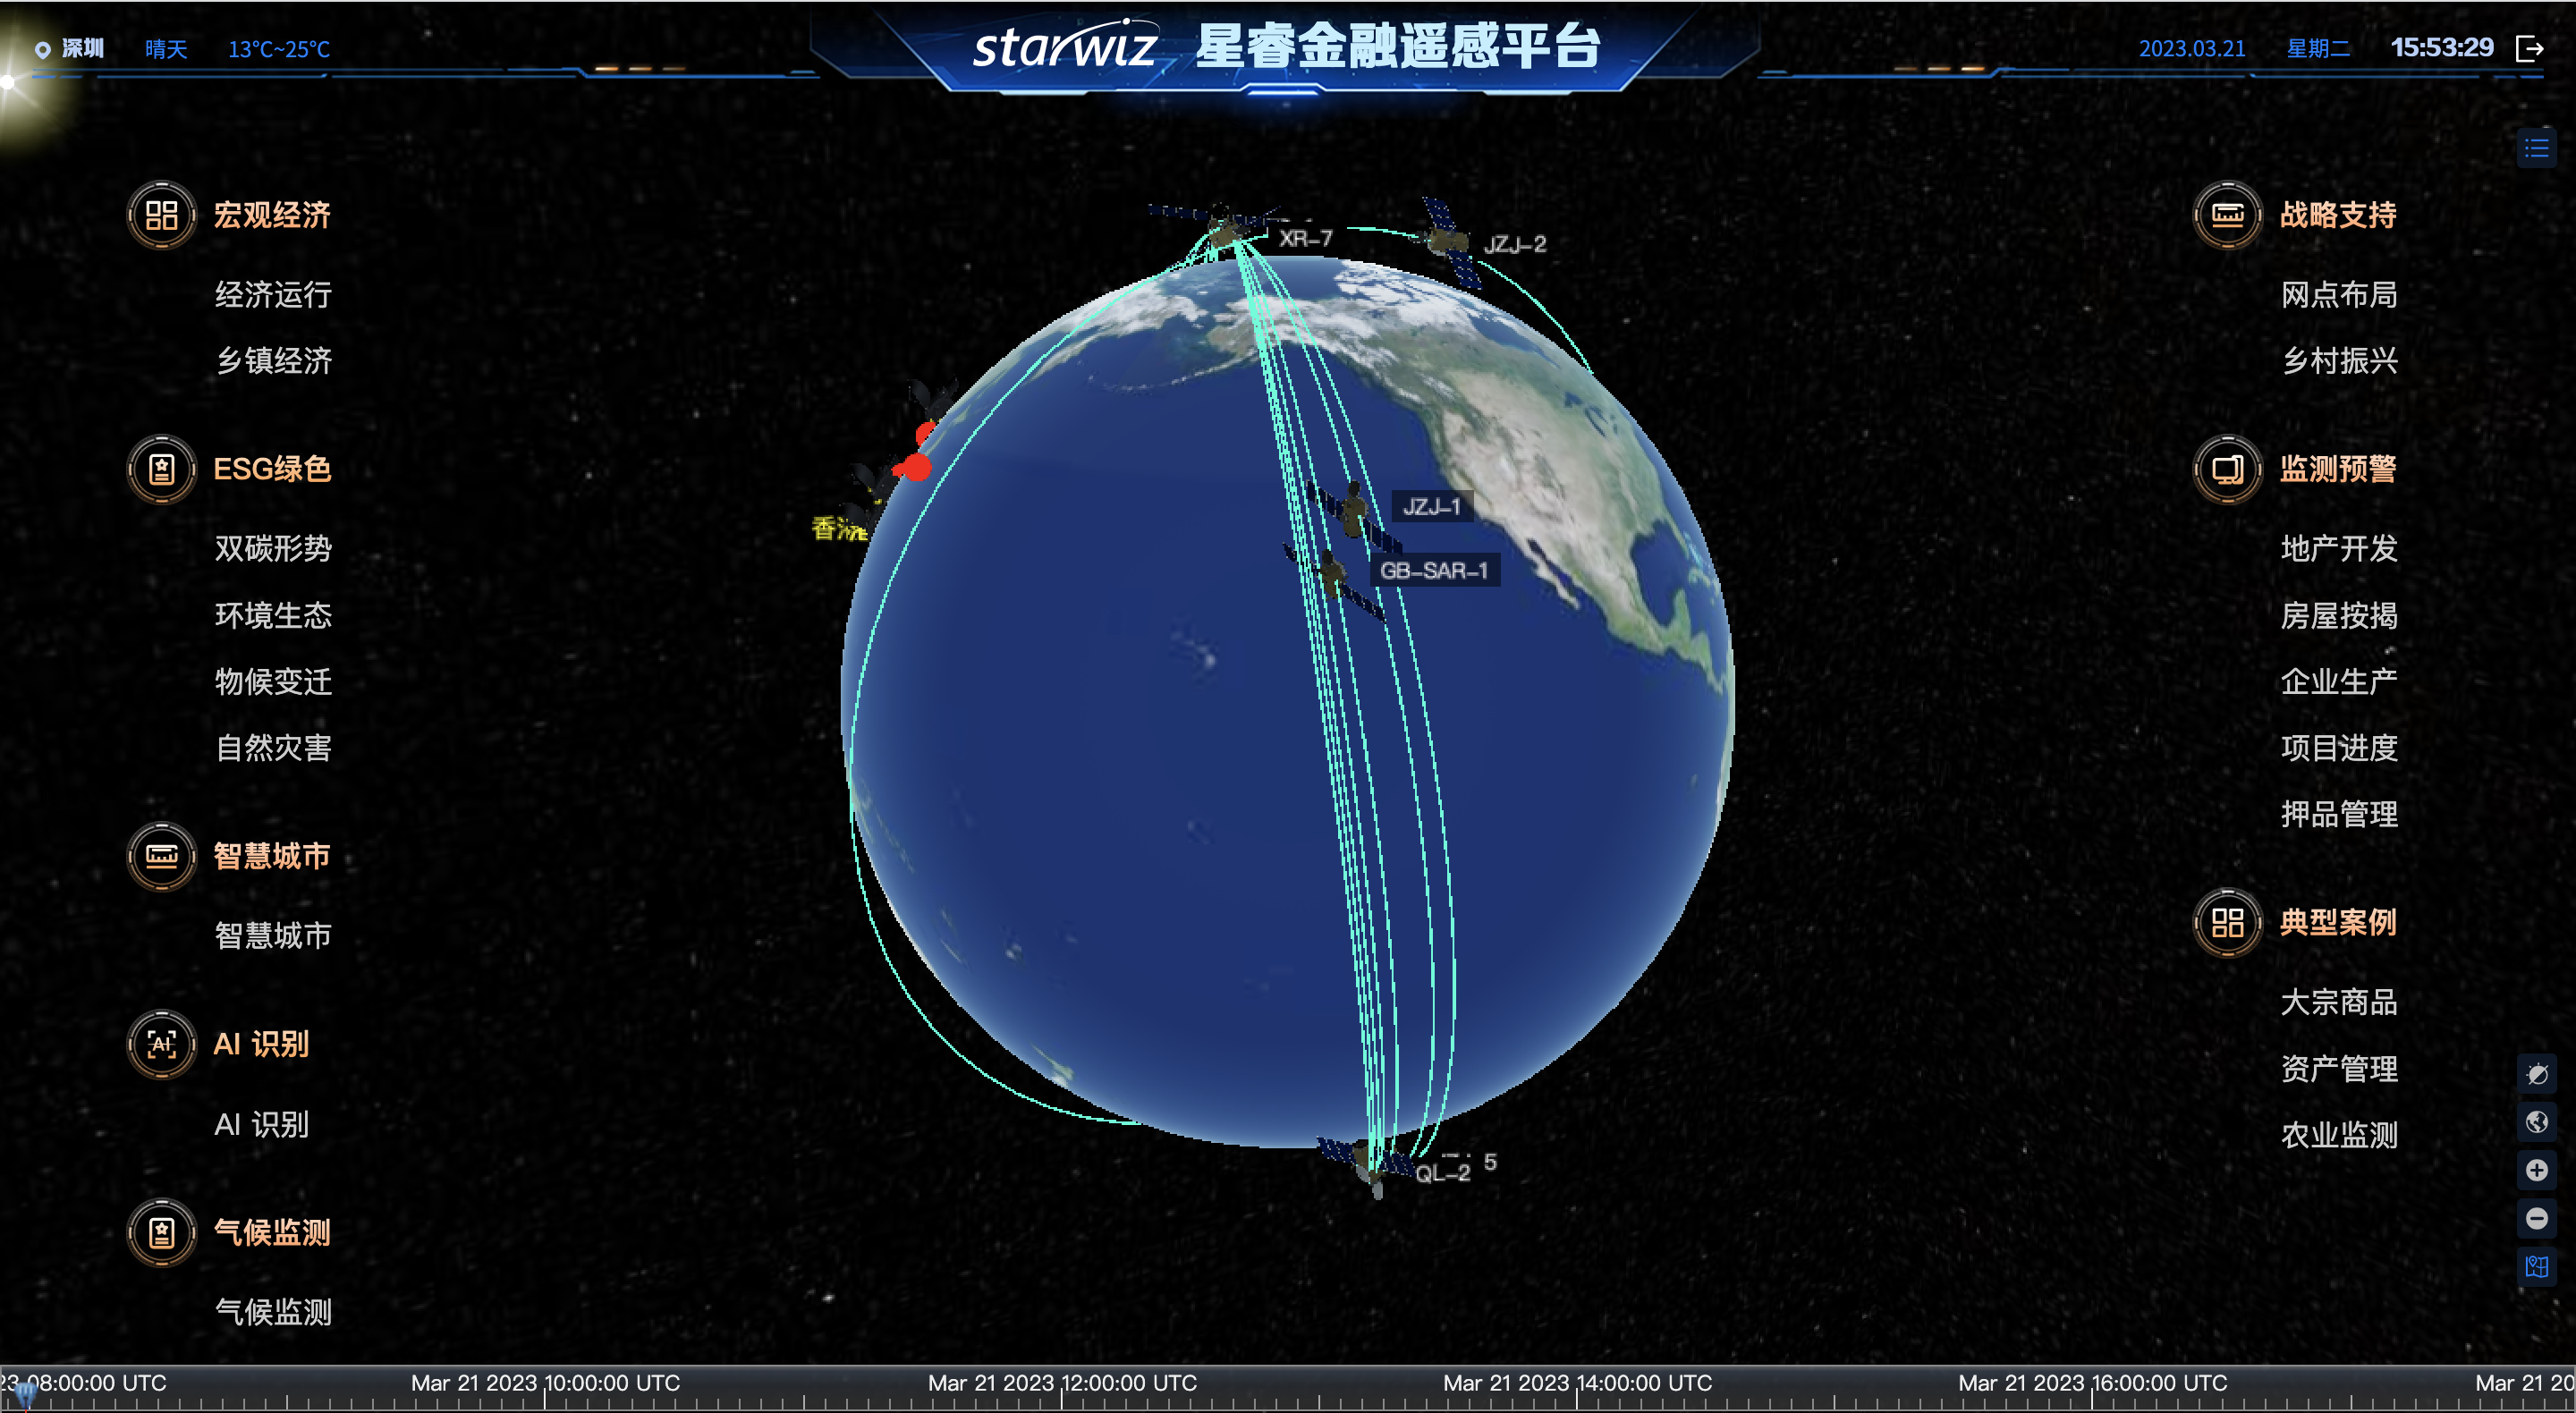 深圳 晴天 13°C~25°C
starwiz 星睿金融遥感平台
2023.03.21 星期二 15:53:29
宏观经济
经济运行
乡镇经济
ESG绿色
双碳形势
环境生态
物候变迁
自然灾害
智慧城市
智慧城市
AI 识别
AI
AI 识别
气候监测
气候监测
XR-7
JZJ-2
香港
JZJ-1
GB-SAR-1
QL-2 5
战略支持
网点布局
乡村振兴
监测预警
地产开发
房屋按揭
企业生产
项目进度
押品管理
典型案例
大宗商品
资产管理
农业监测
23 08:00:00 UTC Mar 21 2023 10:00:00 UTC Mar 21 2023 12:00:00 UTC Mar 21 2023 14:00:00 UTC Mar 21 2023 16:00:00 UTC Mar 21 20